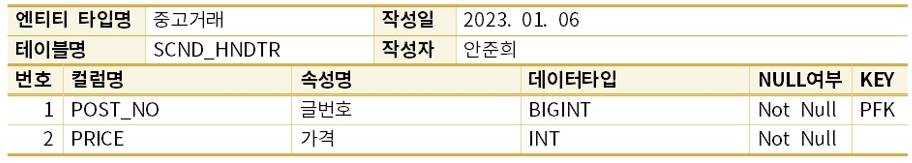 엔티티 타입명 중고거래 작성일 2023. 01. 06
테이블명 SCND_HNDTR 작성자 안준희
번호 컬럼명 속성명 데이터타입 NULL여부 KEY
1 POST_NO 글번호 BIGINT Not Null PFK
2 PRICE 가격 INT Not Null